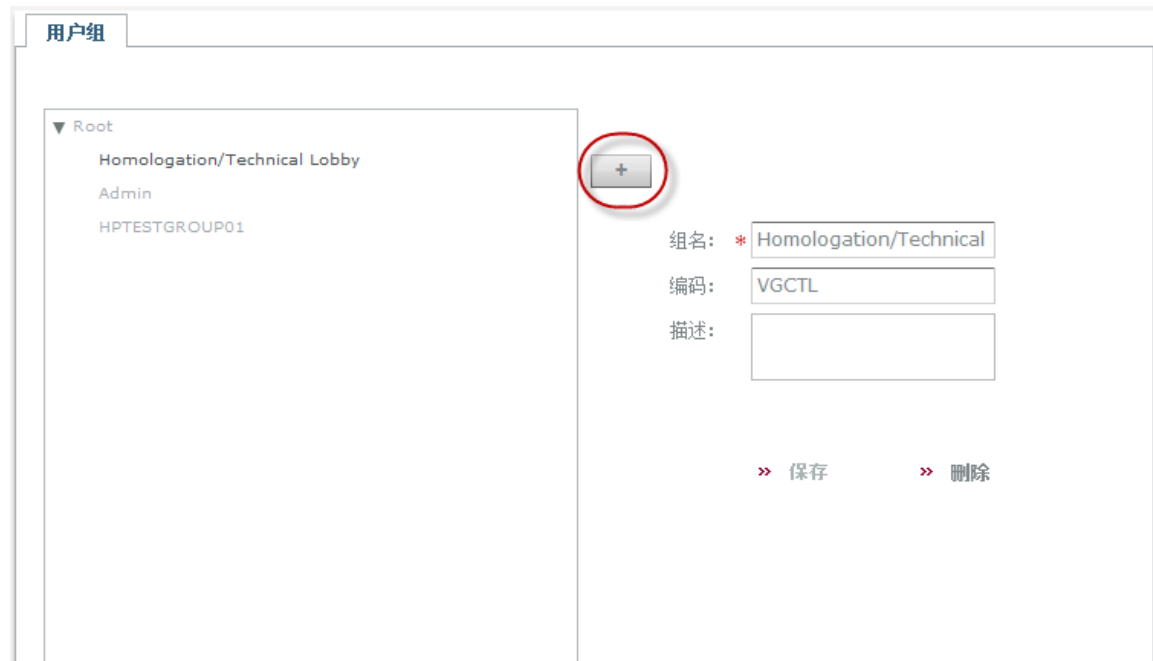 用户组
▼ Root
Homologation/Technical Lobby
Admin
HPTESTGROUP01
+
组名: * Homologation/Technical
编码: VGCTL
描述:
» 保存 » 删除